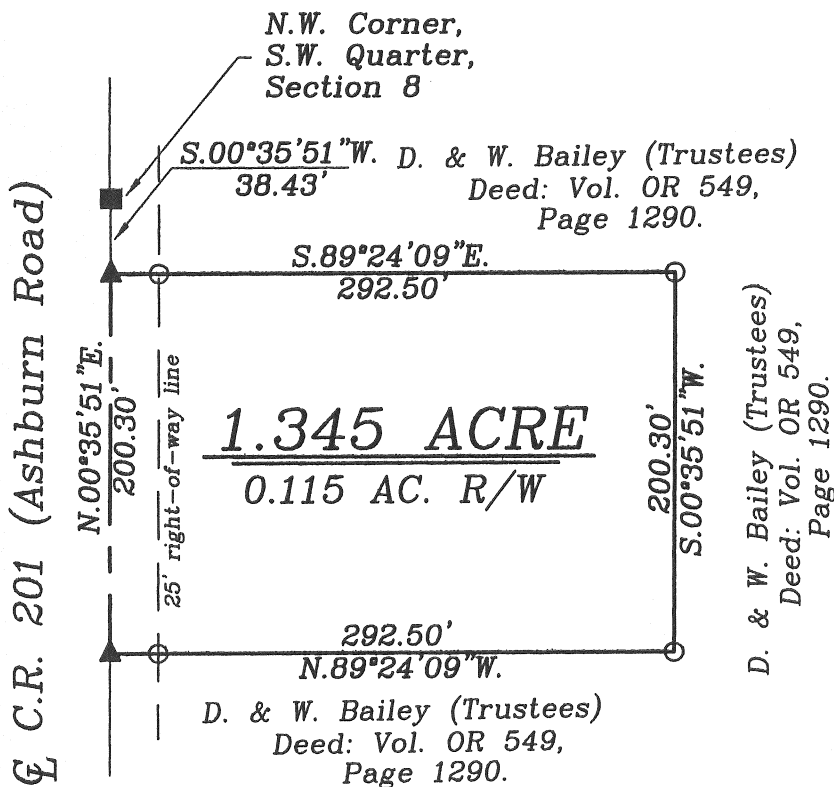 N.W. Corner,
S.W. Quarter,
Section 8
S.00°35'51"W.
38.43'
D. & W. Bailey (Trustees)
Deed: Vol. OR 549,
Page 1290.
S.89°24'09"E.
292.50'
℄ C.R. 201 (Ashburn Road)
N.00°35'51"E.
200.30'
25' right-of-way line
1.345 ACRE
0.115 AC. R/W
200.30'
S.00°35'51"W.
D. & W. Bailey (Trustees)
Deed: Vol. OR 549,
Page 1290.
292.50'
N.89°24'09"W.
D. & W. Bailey (Trustees)
Deed: Vol. OR 549,
Page 1290.